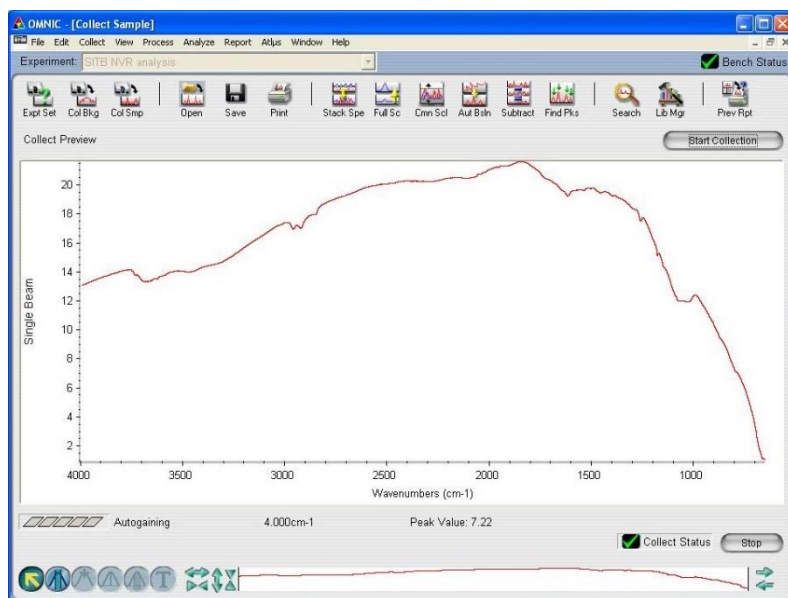 OMNIC - [Collect Sample]
File Edit Collect View Process Analyze Report Atlus Window Help
Experiment: SITB NVR analysis Bench Status
Expt Set Col Bkg Col Smp Open Save Print Stack Spe Full Sc Cmn Scl Aut Bsln Subtract Find Pks Search Lib Mgr Prev Rpt
Collect Preview Start Collection
20
18
16
14
12
10
8
6
4
2
Single Beam
4000 3500 3000 2500 2000 1500 1000
Wavenumbers (cm-1)
Autogaining 4.000cm-1 Peak Value: 7.22
Collect Status Stop
T